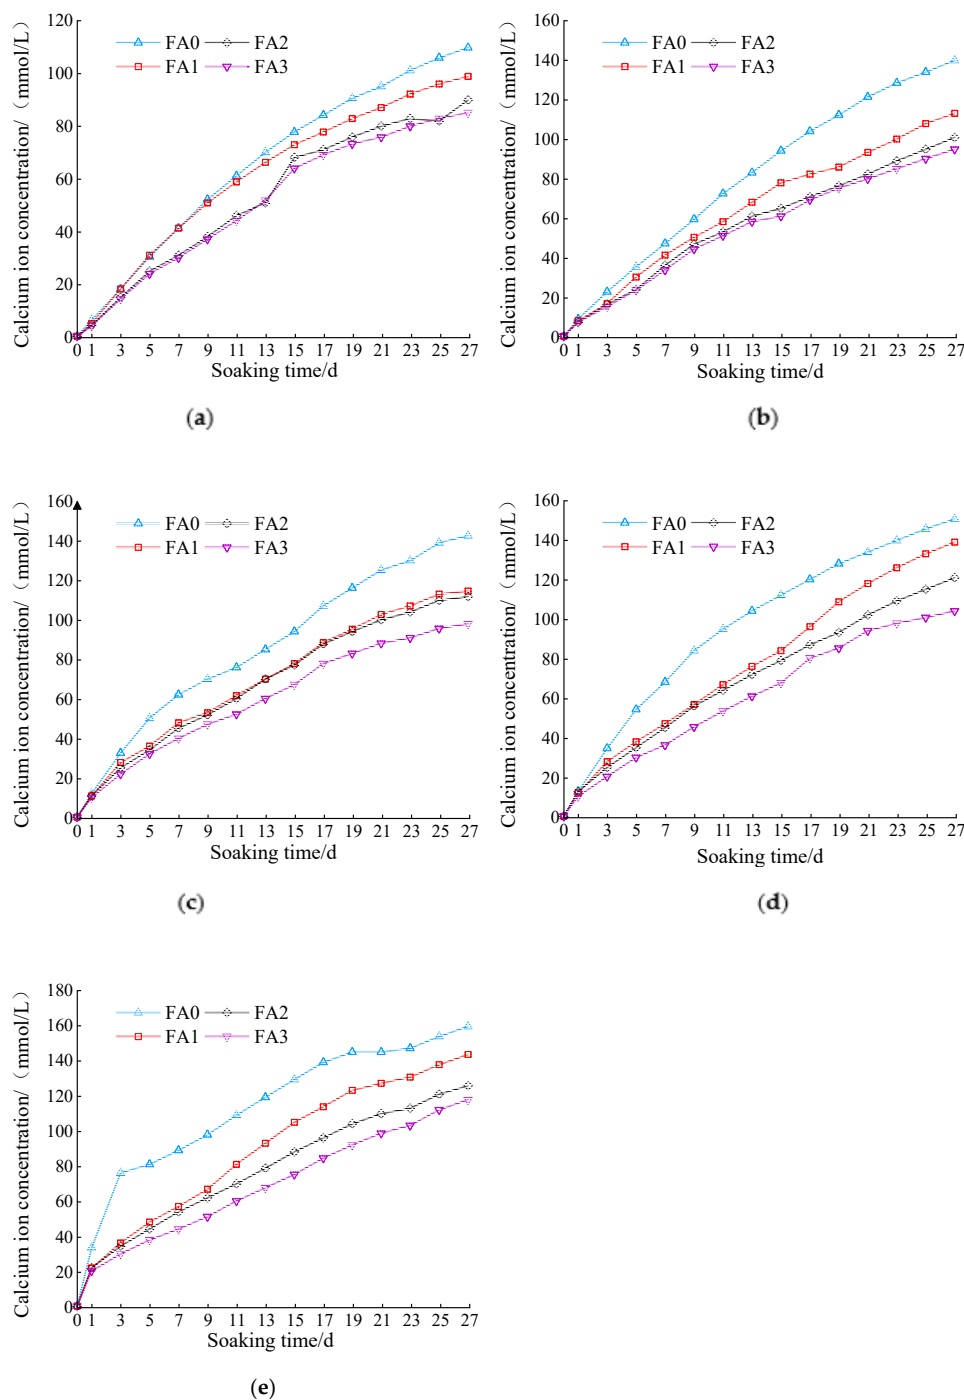 Calcium ion concentration/（mmol/L）
120
100
80
60
40
20
0
FA0 FA2
FA1 FA3
0 1 3 5 7 9 11 13 15 17 19 21 23 25 27
Soaking time/d
(a)
Calcium ion concentration/（mmol/L）
160
140
120
100
80
60
40
20
0
FA0 FA2
FA1 FA3
0 1 3 5 7 9 11 13 15 17 19 21 23 25 27
Soaking time/d
(b)
Calcium ion concentration/（mmol/L）
160
140
120
100
80
60
40
20
0
FA0 FA2
FA1 FA3
0 1 3 5 7 9 11 13 15 17 19 21 23 25 27
Soaking time/d
(c)
Calcium ion concentration/（mmol/L）
160
140
120
100
80
60
40
20
0
FA0 FA2
FA1 FA3
0 1 3 5 7 9 11 13 15 17 19 21 23 25 27
Soaking time/d
(d)
Calcium ion concentration/（mmol/L）
180
160
140
120
100
80
60
40
20
0
FA0 FA2
FA1 FA3
0 1 3 5 7 9 11 13 15 17 19 21 23 25 27
Soaking time/d
(e)